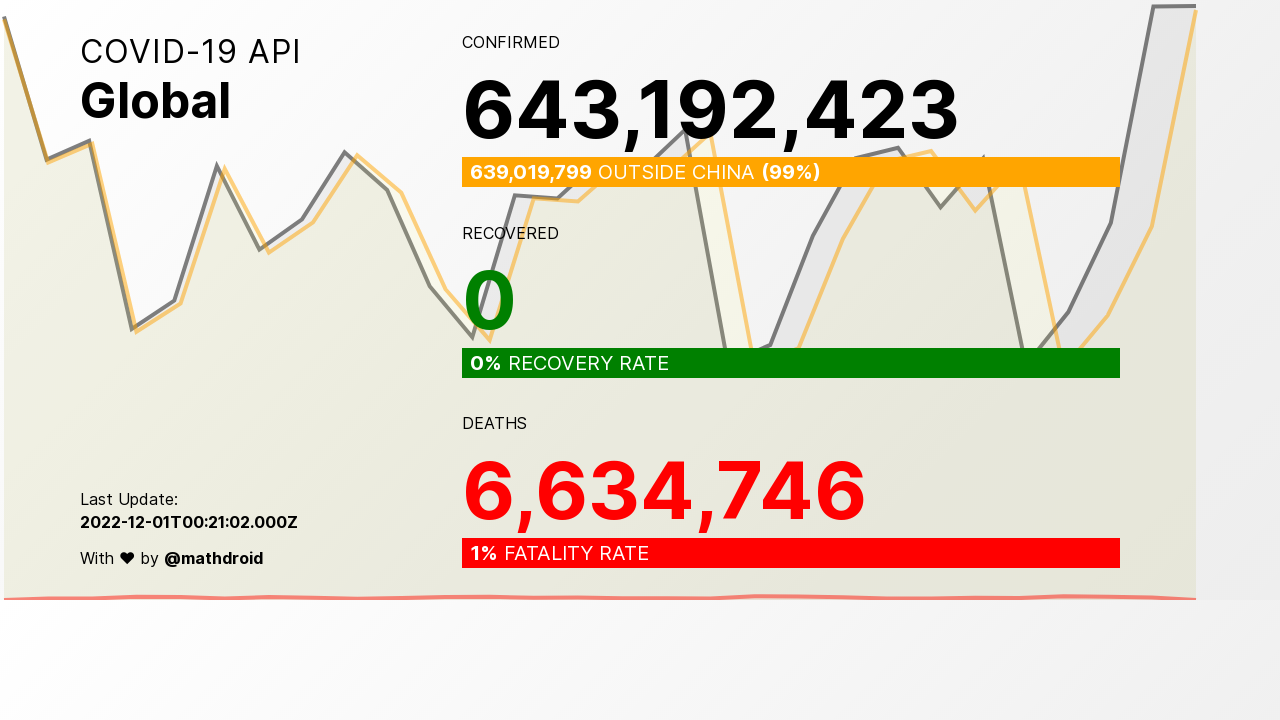 COVID-19 API
Global
CONFIRMED
643,192,423
639,019,799 OUTSIDE CHINA (99%)
RECOVERED
0
0% RECOVERY RATE
DEATHS
6,634,746
1% FATALITY RATE
Last Update:
2022-12-01T00:21:02.000Z
With ♥ by @mathdroid